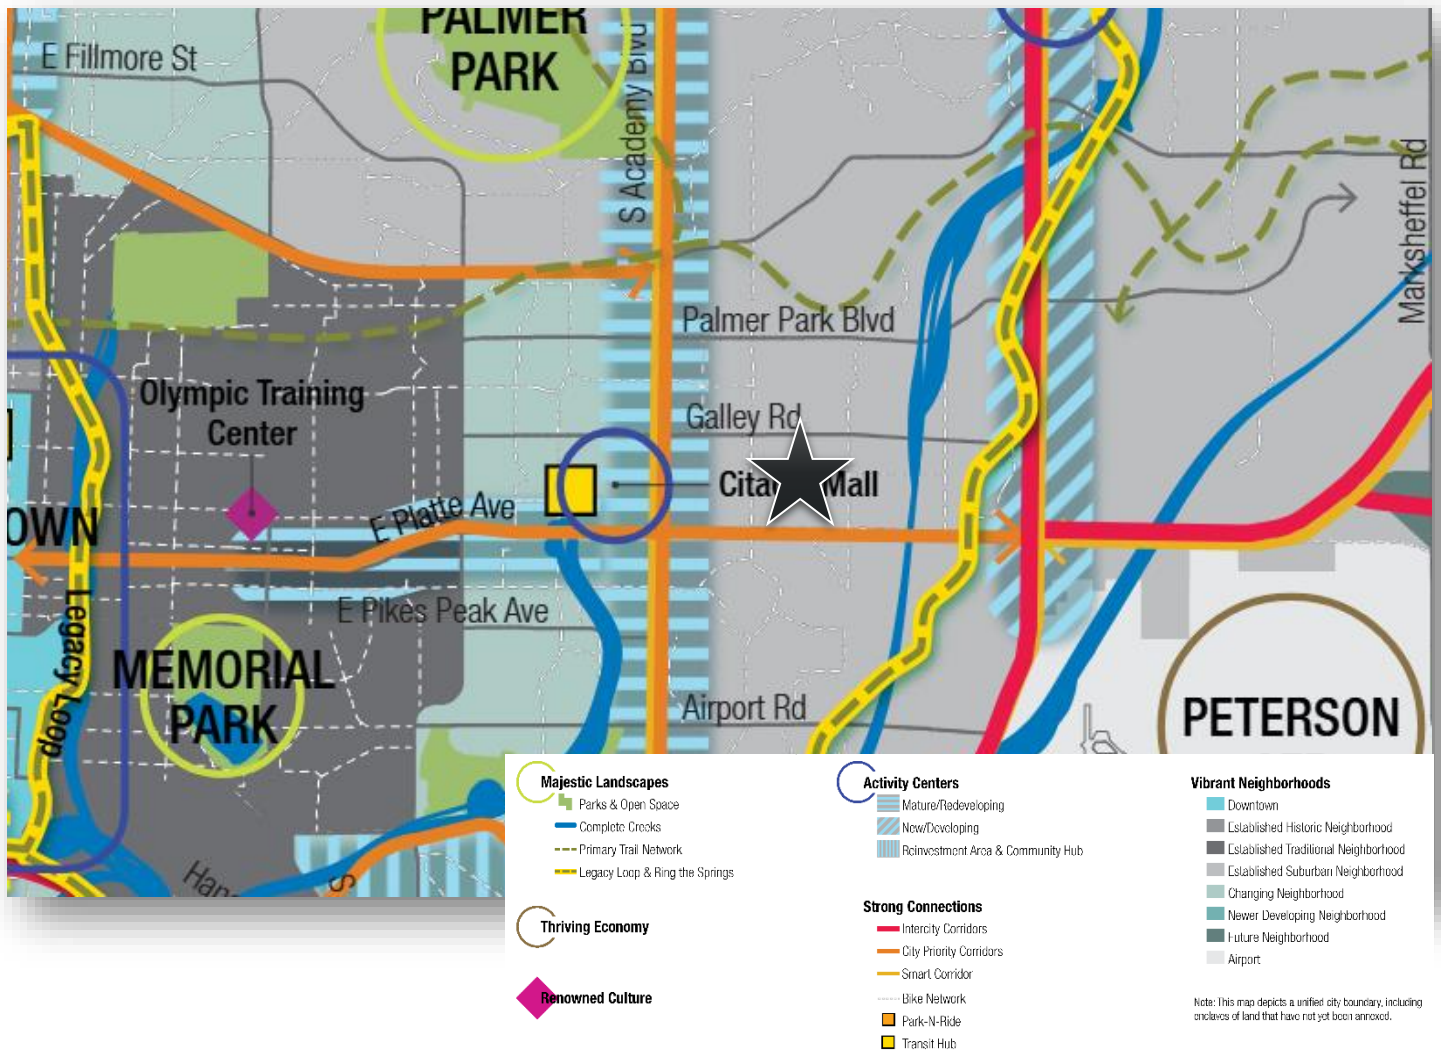 PALMER
PARK
E Fillmore St
S Academy Blvd
Marksheffel Rd
Palmer Park Blvd
Olympic Training
Center
Galley Rd
Mall
OWN
E Platte Ave
E Pikes Peak Ave
Legacy Loop
MEMORIAL
PARK
Airport Rd
PETERSON
S
Majestic Landscapes
Parks & Open Space
Complete Creeks
Primary Trail Network
Legacy Loop & Ring the Springs
Thriving Economy
Renowned Culture
Activity Centers
Mature/Redeveloping
New/Developing
Reinvestment Area & Community Hub
Strong Connections
Intercity Corridors
City Priority Corridors
Smart Corridor
Bike Network
Park-N-Ride
Transit Hub
Vibrant Neighborhoods
Downtown
Established Historic Neighborhood
Established Traditional Neighborhood
Established Suburban Neighborhood
Changing Neighborhood
Newer Developing Neighborhood
Future Neighborhood
Airport
Note: This map depicts a unified city boundary, including
enclaves of land that have not yet been annexed.